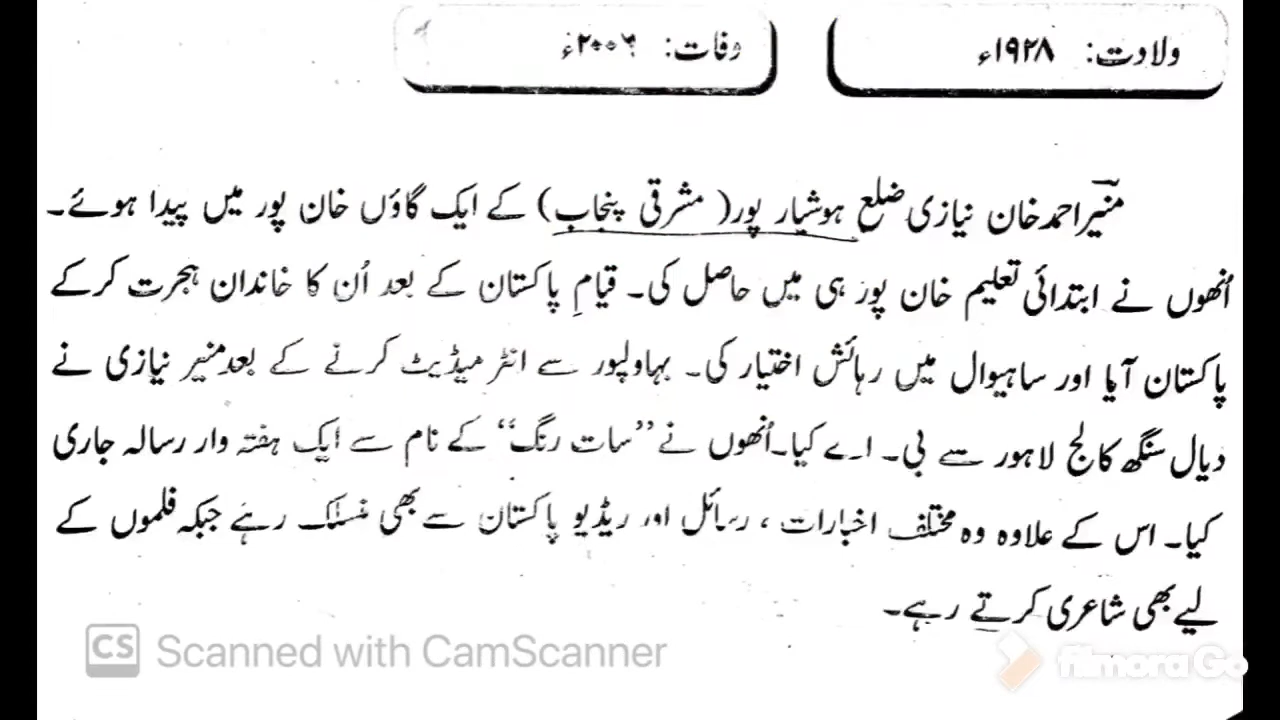 ولادت: ۱۹۲۸ء
وفات: ۲۰۰۶ء
منیر احمد خان نیازی ضلع ہوشیار پور( مشرقی پنجاب) کے ایک گاؤں خان پور میں پیدا ہوئے۔
اُنھوں نے ابتدائی تعلیم خان پور ہی میں حاصل کی۔ قیامِ پاکستان کے بعد اُن کا خاندان ہجرت کرکے
پاکستان آیا اور ساہیوال میں رہائش اختیار کی۔ بہاولپور سے انٹر میڈیٹ کرنے کے بعد منیر نیازی نے
دیال سنگھ کالج لاہور سے بی۔ اے کیا۔ اُنھوں نے ”سات رنگ“ کے نام سے ایک ہفتہ وار رسالہ جاری
کیا۔ اس کے علاوہ وہ مختلف اخبارات ، رسائل اور ریڈیو پاکستان سے بھی منسلک رہے جبکہ فلموں کے
لیے بھی شاعری کرتے رہے۔
CS Scanned with CamScanner
filmoraGo